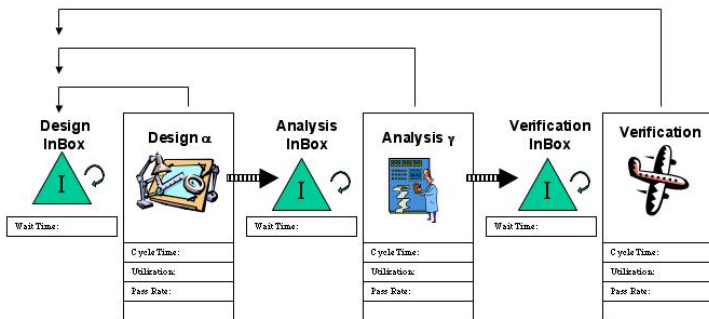 Design
InBox
I
Wait Time:
Design α
Cycle Time:
Utilization:
Pass Rate:
Analysis
InBox
I
Wait Time:
Analysis γ
Cycle Time:
Utilization:
Pass Rate:
Verification
InBox
I
Wait Time:
Verification
Cycle Time:
Utilization:
Pass Rate: